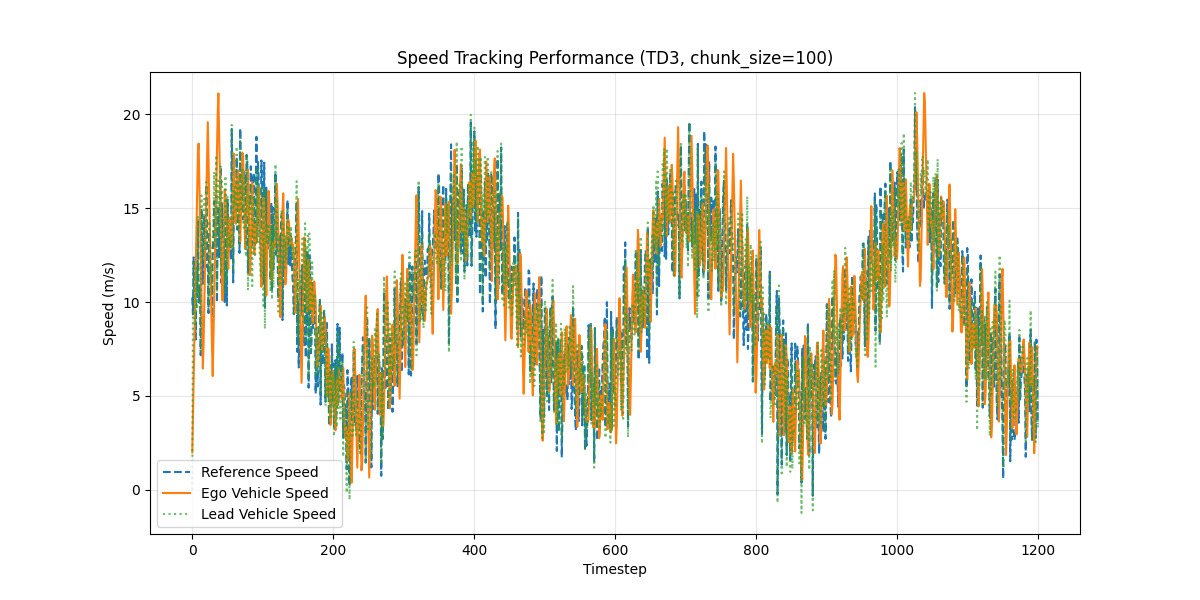 Speed Tracking Performance (TD3, chunk_size=100)
20
15
10
5
0
Speed (m/s)
Reference Speed
Ego Vehicle Speed
Lead Vehicle Speed
0 200 400 600 800 1000 1200
Timestep